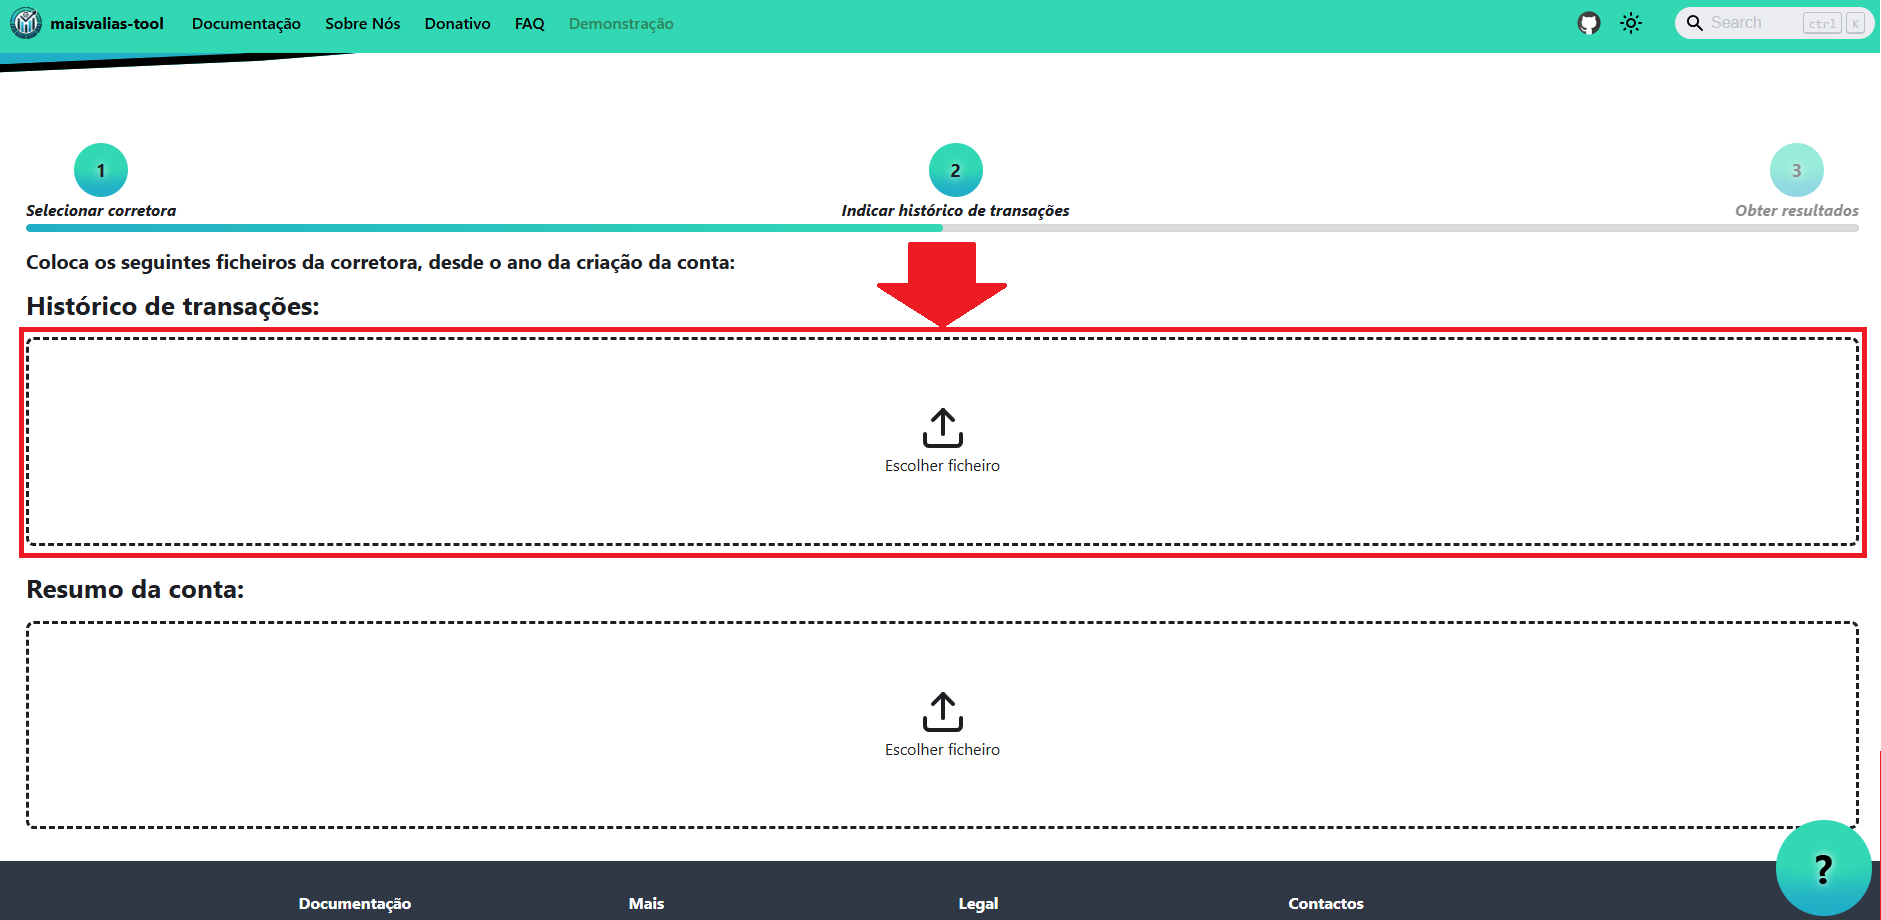 maisvalias-tool Documentação Sobre Nós Donativo FAQ Demonstração Search ctrl K
1 2 3
Selecionar corretora Indicar histórico de transações Obter resultados
Coloca os seguintes ficheiros da corretora, desde o ano da criação da conta:
Histórico de transações:
Escolher ficheiro
Resumo da conta:
Escolher ficheiro
?
Documentação Mais Legal Contactos